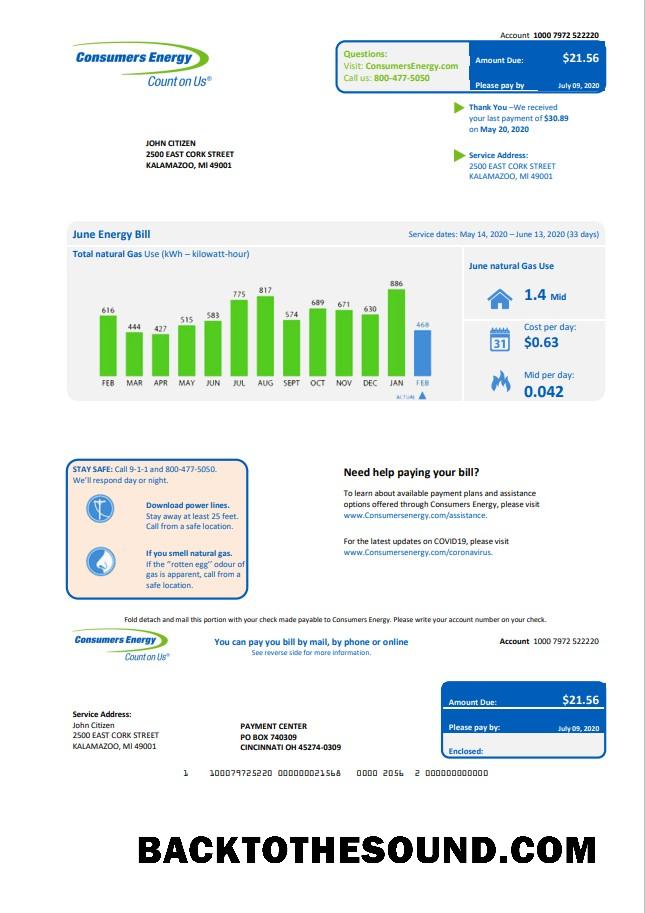 Account 1000 7972 522220
Consumers Energy
Count on Us®
Questions:
Visit: ConsumersEnergy.com
Call us: 800-477-5050
Amount Due: $21.56
Please pay by July 09, 2020
Thank You –We received
your last payment of $30.89
on May 20, 2020
JOHN CITIZEN
2500 EAST CORK STREET
KALAMAZOO, MI 49001
Service Address:
2500 EAST CORK STREET
KALAMAZOO, MI 49001
June Energy Bill
Service dates: May 14, 2020 – June 13, 2020 (33 days)
Total natural Gas Use (kWh – kilowatt-hour)
616 444 427 515 583 775 817 574 689 671 630 886 468
FEB MAR APR MAY JUN JUL AUG SEPT OCT NOV DEC JAN FEB
ACTUAL
June natural Gas Use
1.4 Mid
31
Cost per day:
$0.63
Mid per day:
0.042
STAY SAFE: Call 9-1-1 and 800-477-5050.
We'll respond day or night.
Download power lines.
Stay away at least 25 feet.
Call from a safe location.
If you smell natural gas.
If the "rotten egg" odour of
gas is apparent, call from a
safe location.
Need help paying your bill?
To learn about available payment plans and assistance
options offered through Consumers Energy, please visit
www.Consumersenergy.com/assistance.
For the latest updates on COVID19, please visit
www.Consumersenergy.com/coronavirus.
Fold detach and mail this portion with your check made payable to Consumers Energy. Please write your account number on your check.
Consumers Energy
Count on Us®
You can pay you bill by mail, by phone or online
See reverse side for more information.
Account 1000 7972 522220
Amount Due: $21.56
Please pay by: July 09, 2020
Enclosed:
Service Address:
John Citizen
2500 EAST CORK STREET
KALAMAZOO, MI 49001
PAYMENT CENTER
PO BOX 740309
CINCINNATI OH 45274-0309
1 100079725220 000000021568 0000 2056 2 000000000000
BACKTOTHESOUND.COM